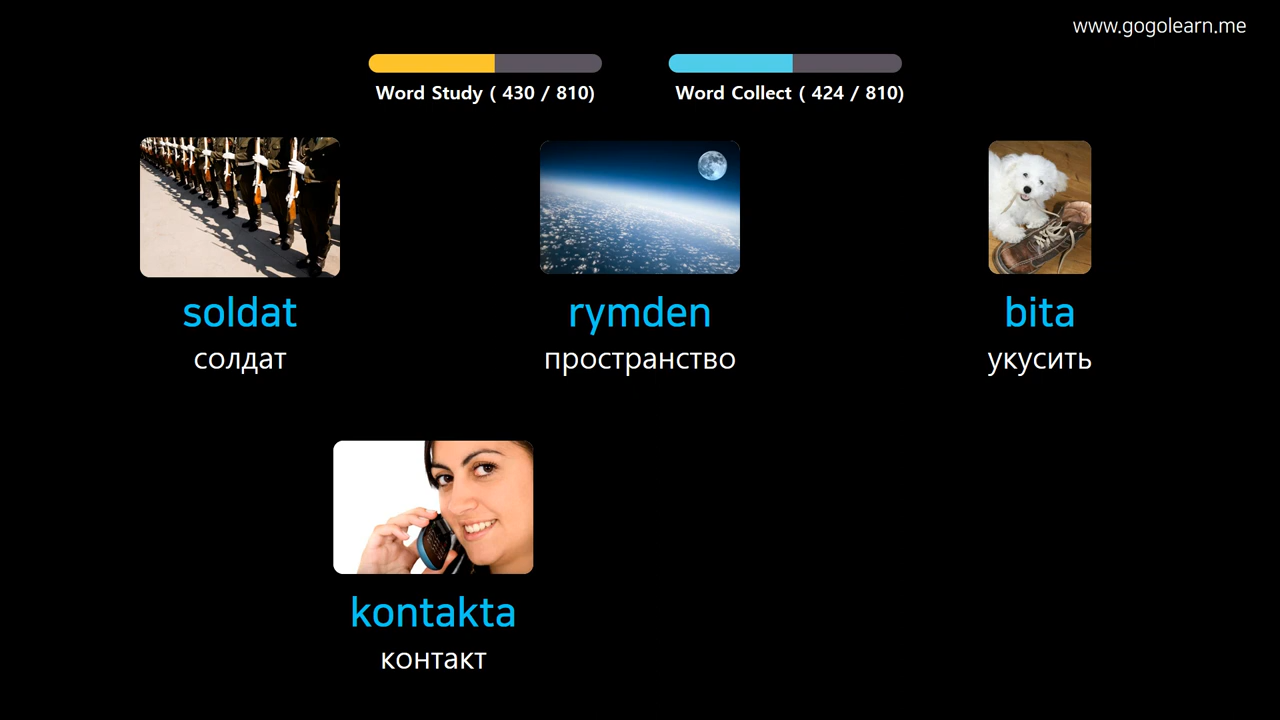 www.gogolearn.me
Word Study ( 430 / 810)
Word Collect ( 424 / 810)
soldat
солдат
rymden
пространство
bita
укусить
kontakta
контакт